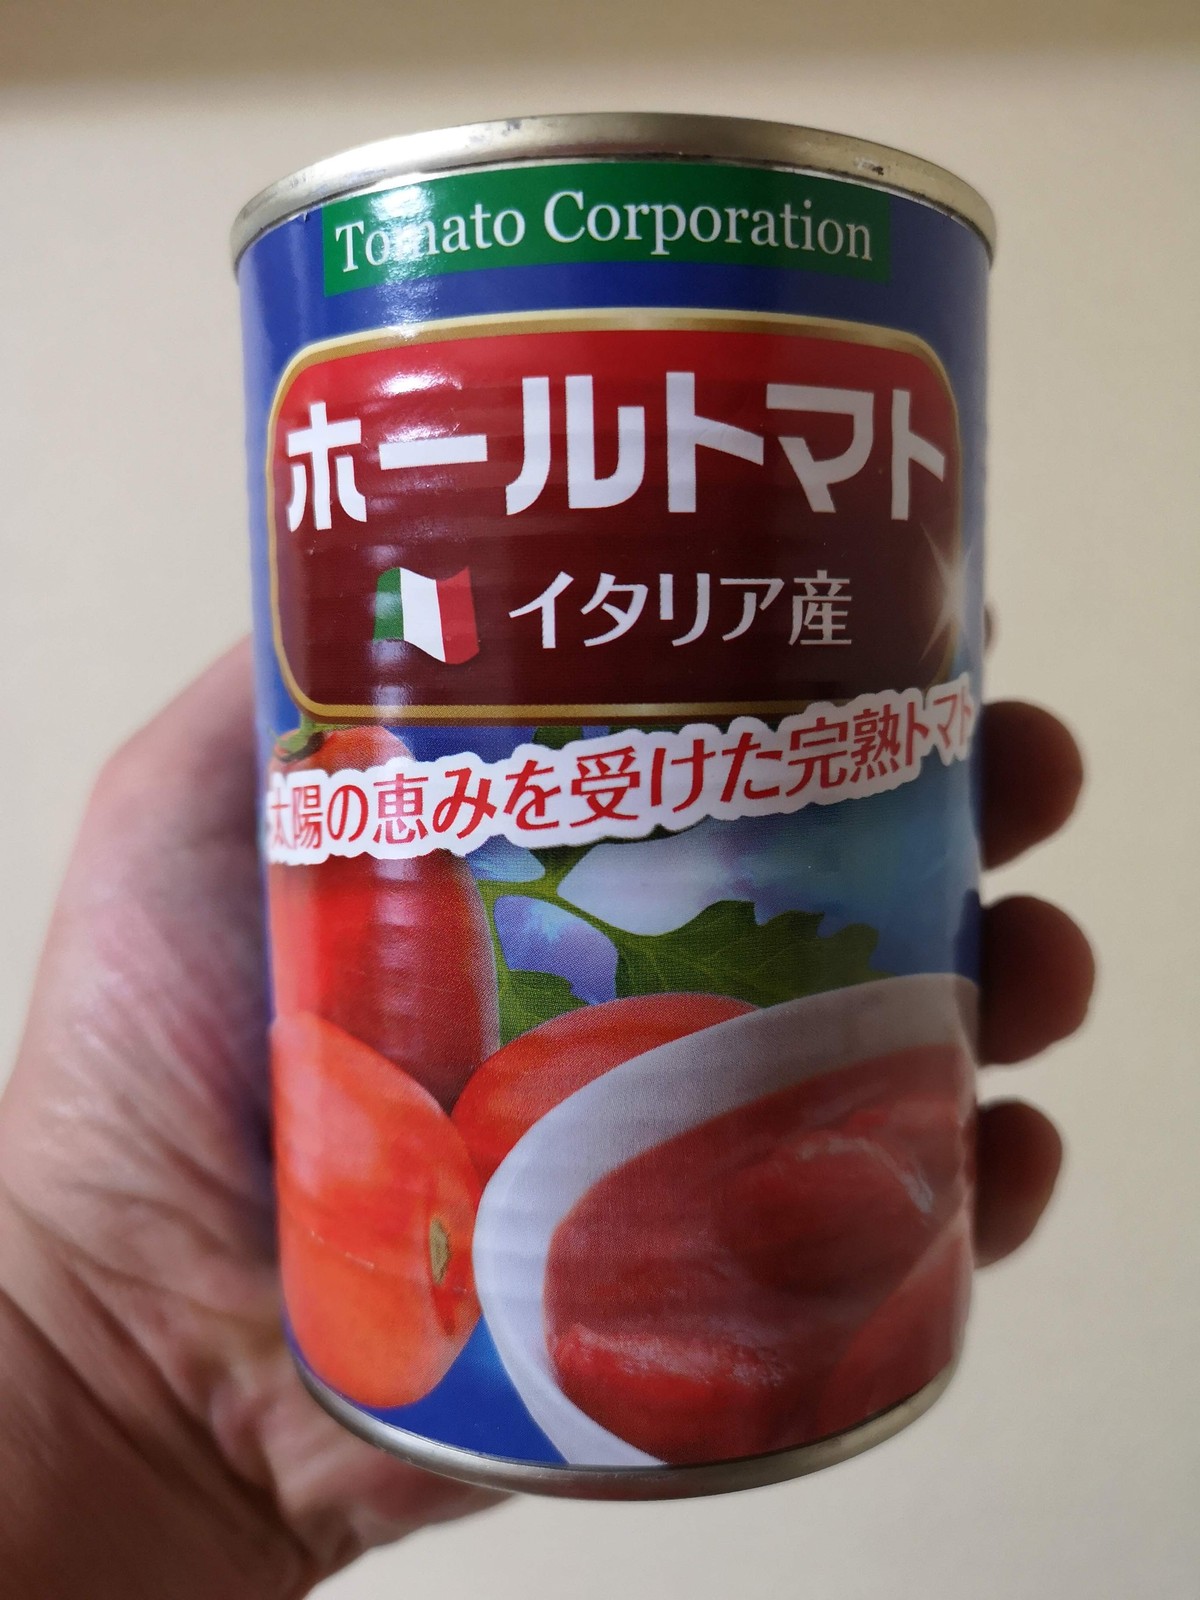 Tomato Corporation
ホールトマト
イタリア産
太陽の恵みを受けた完熟トマト